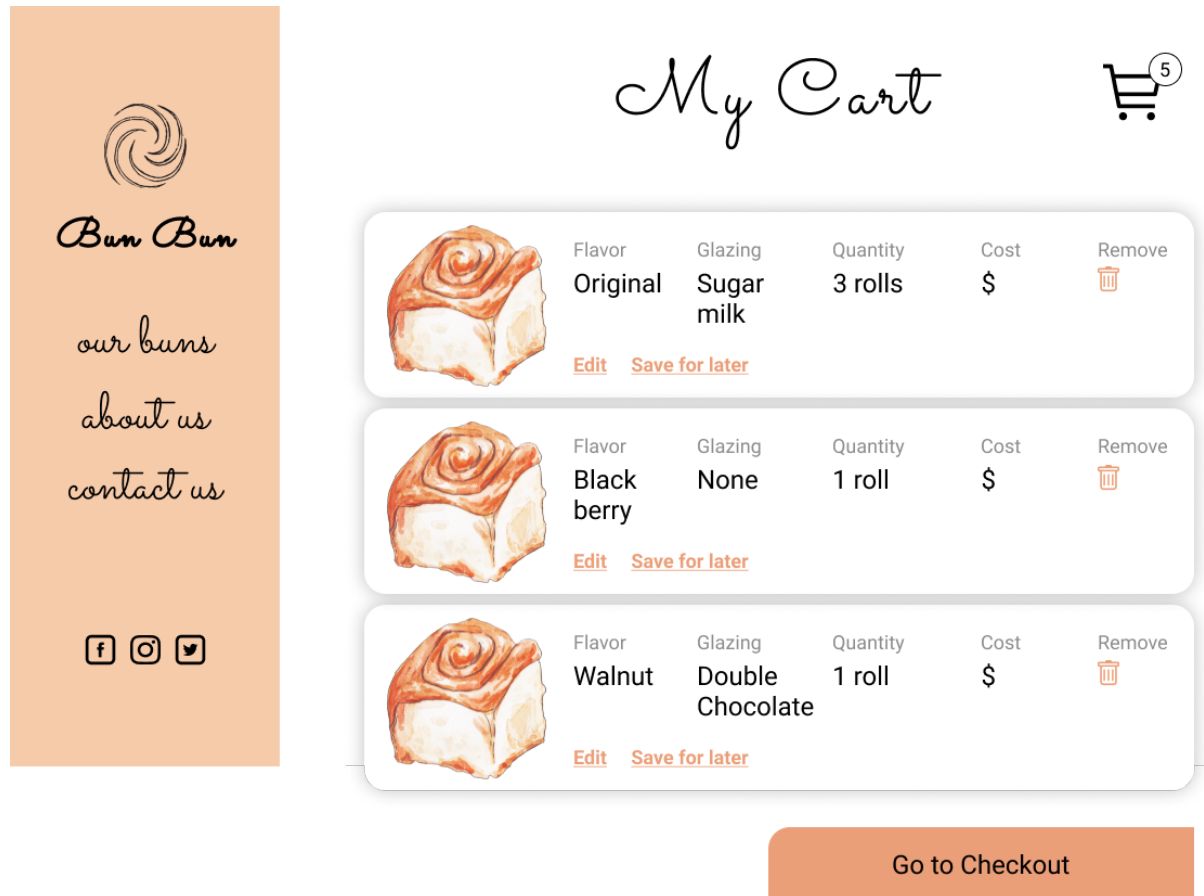 My Cart
5
Bun Bun
our buns
about us
contact us
Flavor Glazing Quantity Cost Remove
Original Sugar 3 rolls $
milk
Edit Save for later
Flavor Glazing Quantity Cost Remove
Black None 1 roll $
berry
Edit Save for later
Flavor Glazing Quantity Cost Remove
Walnut Double 1 roll $
Chocolate
Edit Save for later
Go to Checkout